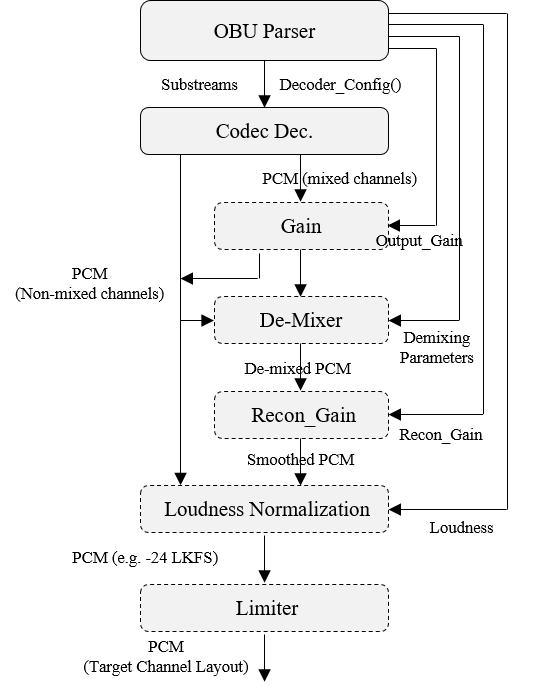 OBU Parser
Substreams
Decoder_Config()
Codec Dec.
PCM (mixed channels)
Gain
Output_Gain
PCM
(Non-mixed channels)
De-Mixer
Demixing
Parameters
De-mixed PCM
Recon_Gain
Recon_Gain
Smoothed PCM
Loudness Normalization
Loudness
PCM (e.g. -24 LKFS)
Limiter
PCM
(Target Channel Layout)